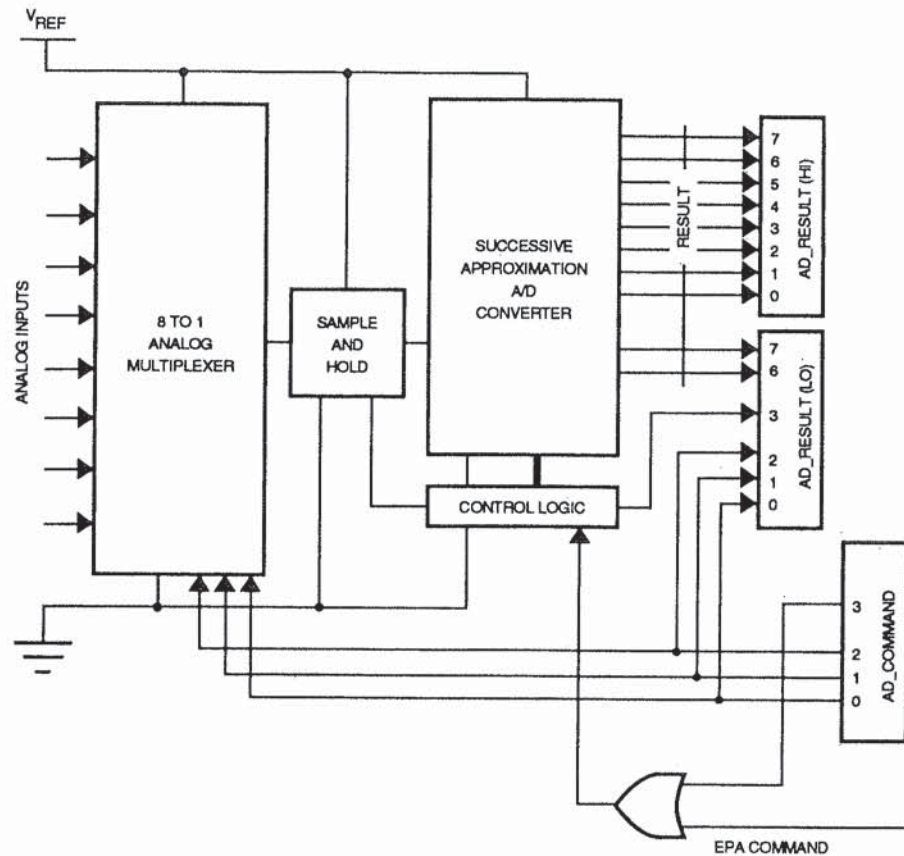 VREF
ANALOG INPUTS
8 TO 1
ANALOG
MULTIPLEXER
SAMPLE
AND
HOLD
SUCCESSIVE
APPROXIMATION
A/D
CONVERTER
CONTROL LOGIC
RESULT
7
6
5
4
3
2
1
0
AD_RESULT (HI)
7
6
3
2
1
0
AD_RESULT (LO)
3
2
1
0
AD_COMMAND
EPA COMMAND